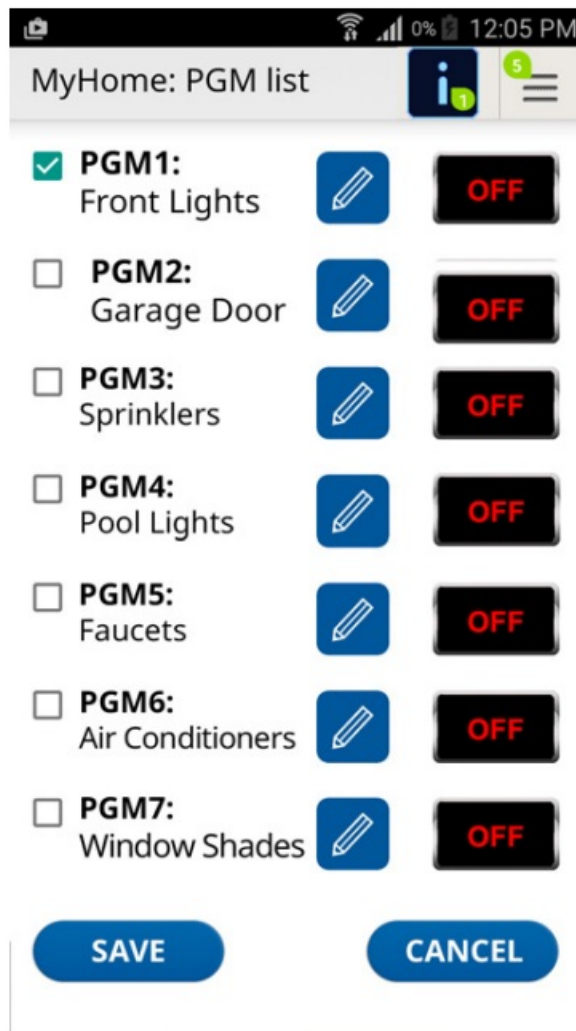 0% 12:05 PM
MyHome: PGM list
i 1
5
PGM1:
Front Lights
OFF
PGM2:
Garage Door
OFF
PGM3:
Sprinklers
OFF
PGM4:
Pool Lights
OFF
PGM5:
Faucets
OFF
PGM6:
Air Conditioners
OFF
PGM7:
Window Shades
OFF
SAVE
CANCEL